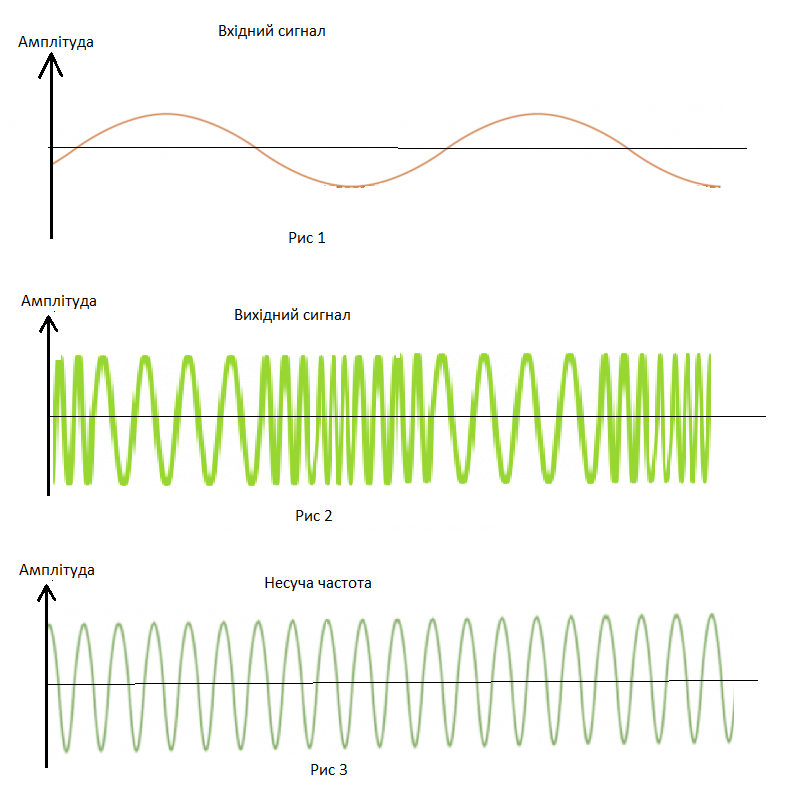 Вхідний сигнал
Амплітуда
Рис 1
Амплітуда
Вихідний сигнал
Рис 2
Амплітуда
Несуча частота
Рис 3